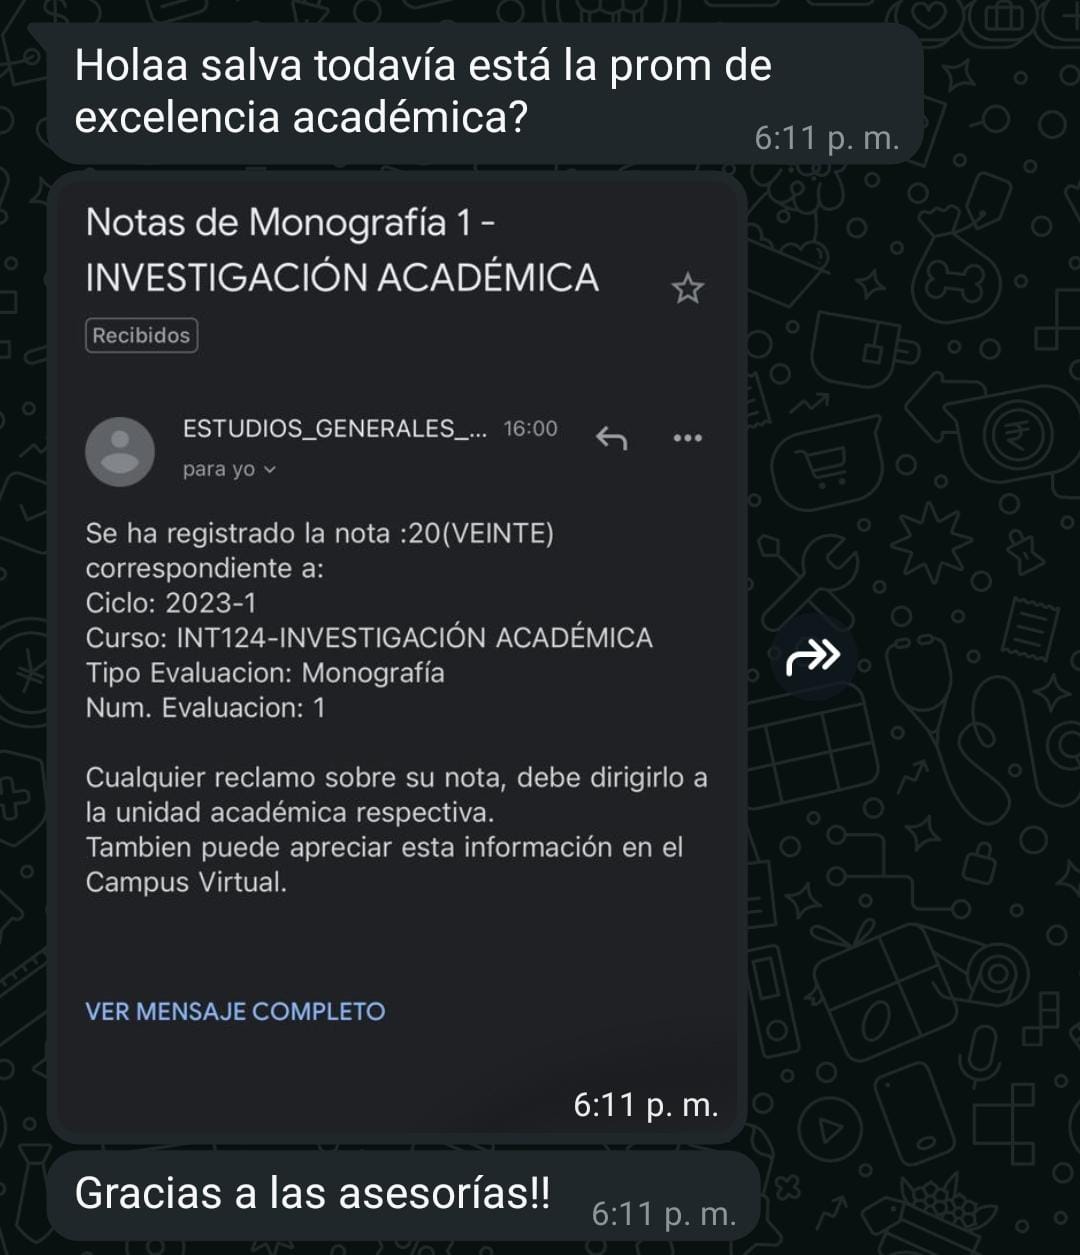 Holaa salva todavía está la prom de
excelencia académica?
6:11 p. m.
Notas de Monografía 1 -
INVESTIGACIÓN ACADÉMICA
Recibidos
ESTUDIOS_GENERALES_... 16:00
para yo
Se ha registrado la nota :20(VEINTE)
correspondiente a:
Ciclo: 2023-1
Curso: INT124-INVESTIGACIÓN ACADÉMICA
Tipo Evaluacion: Monografía
Num. Evaluacion: 1
Cualquier reclamo sobre su nota, debe dirigirlo a
la unidad académica respectiva.
Tambien puede apreciar esta información en el
Campus Virtual.
VER MENSAJE COMPLETO
6:11 p. m.
Gracias a las asesorías!!
6:11 p. m.